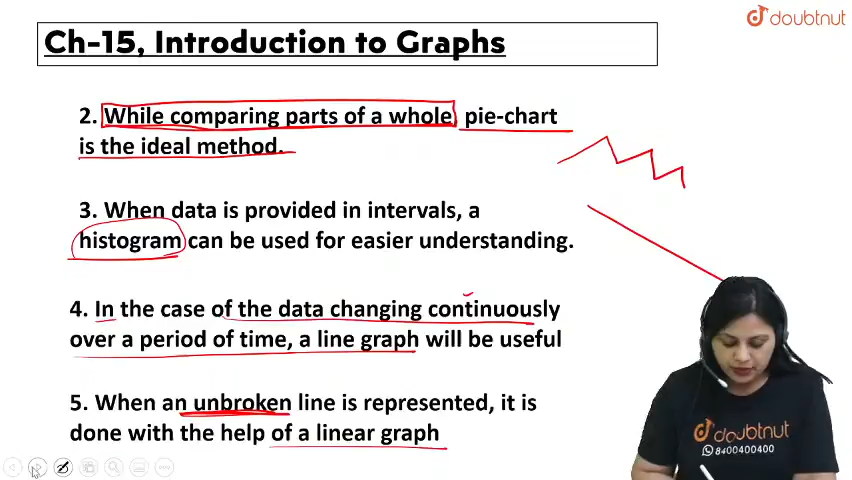 Ch-15, Introduction to Graphs
doubtnut
2. While comparing parts of a whole, pie-chart
is the ideal method.
3. When data is provided in intervals, a
histogram can be used for easier understanding.
4. In the case of the data changing continuously
over a period of time, a line graph will be useful
5. When an unbroken line is represented, it is
done with the help of a linear graph
doubtnut
8400400400